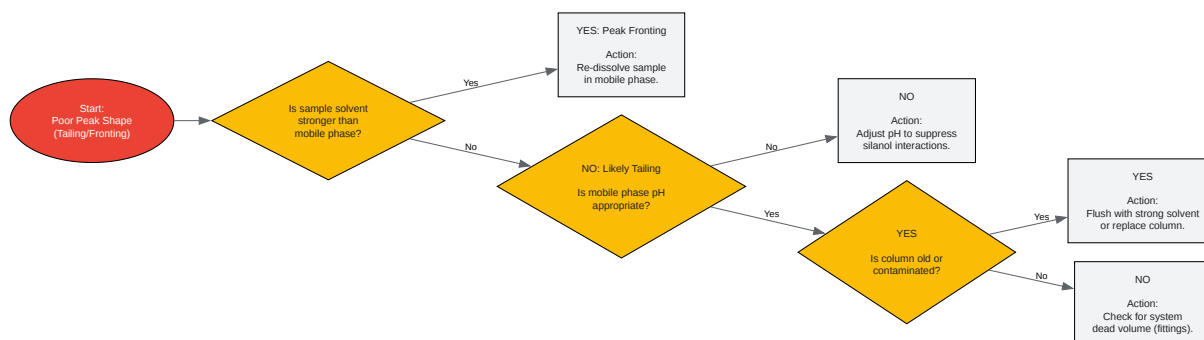 Start:
Poor Peak Shape
(Tailing/Fronting)
Is sample solvent
stronger than
mobile phase?
Yes
YES: Peak Fronting
Action:
Re-dissolve sample
in mobile phase.
No
NO: Likely Tailing
Is mobile phase pH
appropriate?
No
NO
Action:
Adjust pH to suppress
silanol interactions.
Yes
YES
Is column old or
contaminated?
Yes
YES
Action:
Flush with strong solvent
or replace column.
No
NO
Action:
Check for system
dead volume (fittings).